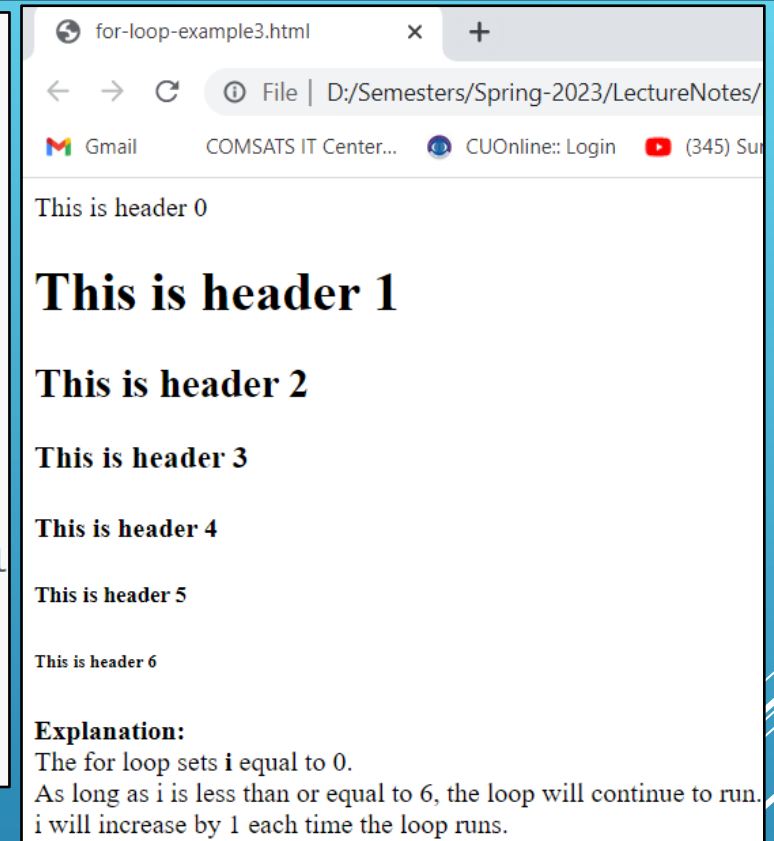 for-loop-example3.html
File | D:/Semesters/Spring-2023/LectureNotes/
Gmail COMSATS IT Center... CUOnline:: Login (345) Sur
This is header 0
This is header 1
This is header 2
This is header 3
This is header 4
This is header 5
This is header 6
Explanation:
The for loop sets i equal to 0.
As long as i is less than or equal to 6, the loop will continue to run.
i will increase by 1 each time the loop runs.